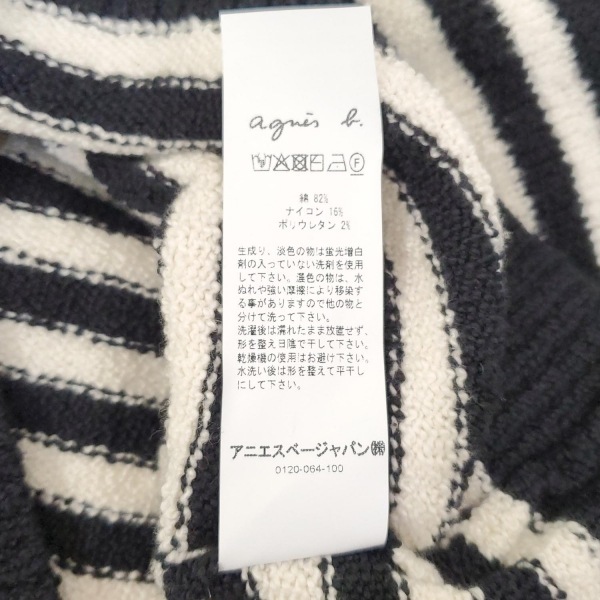 agnès b.
綿 82%
ナイロン 16%
ポリウレタン 2%
生成り、淡色の物は蛍光増白
剤の入っていない洗剤を使用
して下さい。濃色の物は、水
ぬれや強い摩擦により移染す
る事がありますので他の物と
分けて洗って下さい。
洗濯後は濡れたまま放置せず、
形を整え日陰で干して下さい。
乾燥機の使用はお避け下さい。
水洗い後は形を整えて平干し
にして下さい。
アニエスベージャパン㈱
0120-064-100